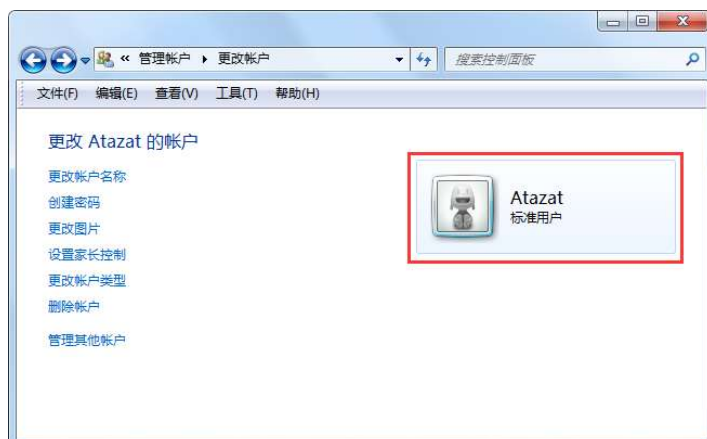 « 管理帐户 ▸ 更改帐户
搜索控制面板
文件(F) 编辑(E) 查看(V) 工具(T) 帮助(H)
更改 Atazat 的帐户
更改帐户名称
创建密码
更改图片
设置家长控制
更改帐户类型
删除帐户
管理其他帐户
Atazat
标准用户